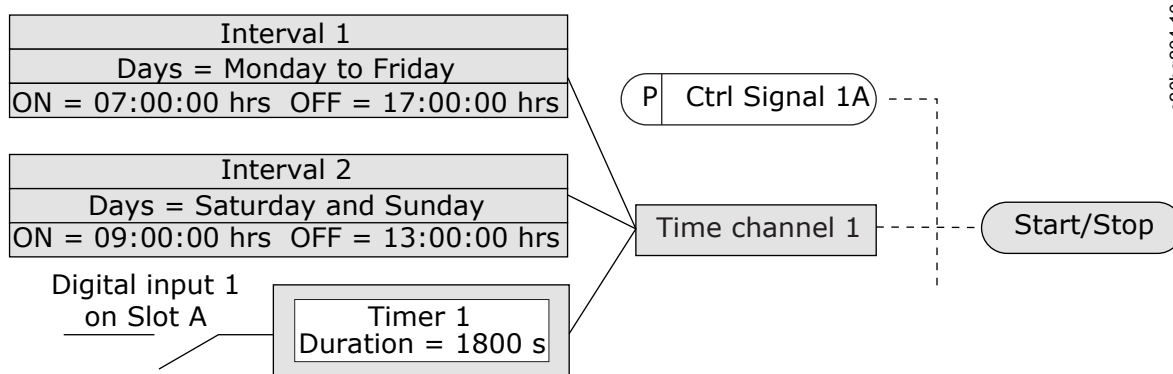 Interval 1
Days = Monday to Friday
ON = 07:00:00 hrs OFF = 17:00:00 hrs
P Ctrl Signal 1A
Interval 2
Days = Saturday and Sunday
ON = 09:00:00 hrs OFF = 13:00:00 hrs
Time channel 1
Start/Stop
Digital input 1
on Slot A
Timer 1
Duration = 1800 s